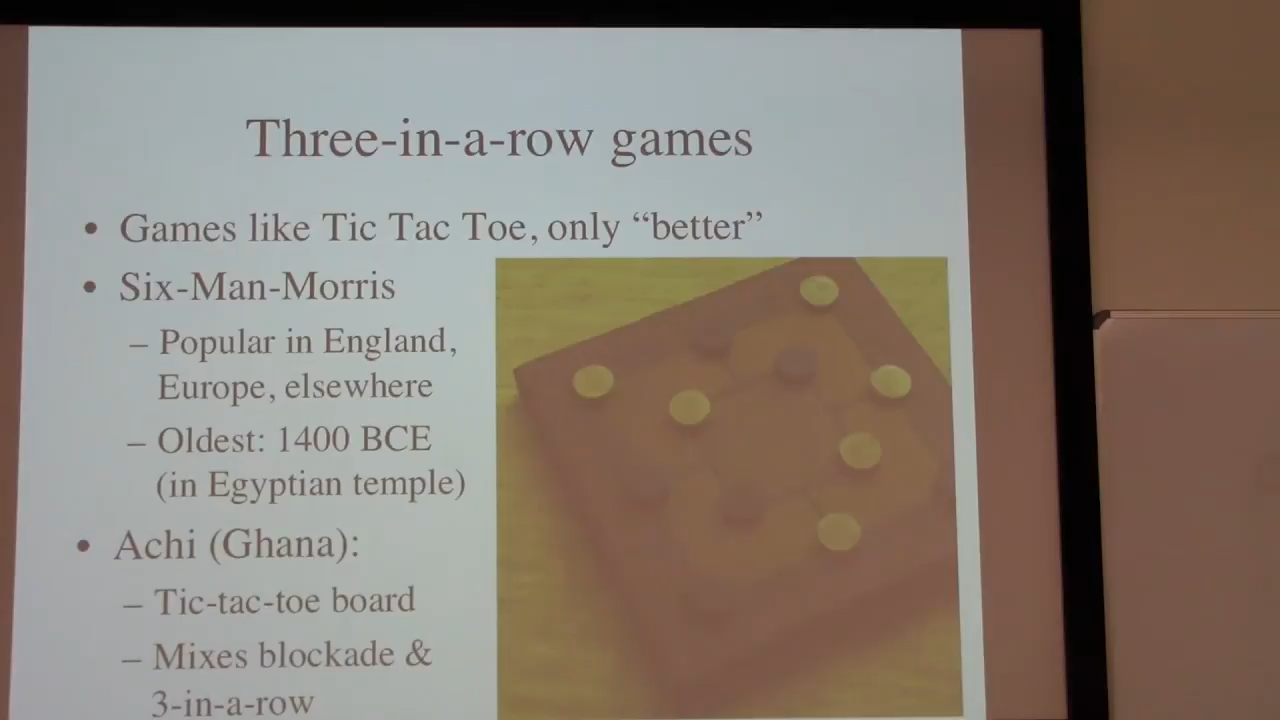 Three-in-a-row games
• Games like Tic Tac Toe, only “better”
• Six-Man-Morris
– Popular in England,
Europe, elsewhere
– Oldest: 1400 BCE
(in Egyptian temple)
• Achi (Ghana):
– Tic-tac-toe board
– Mixes blockade &
3-in-a-row